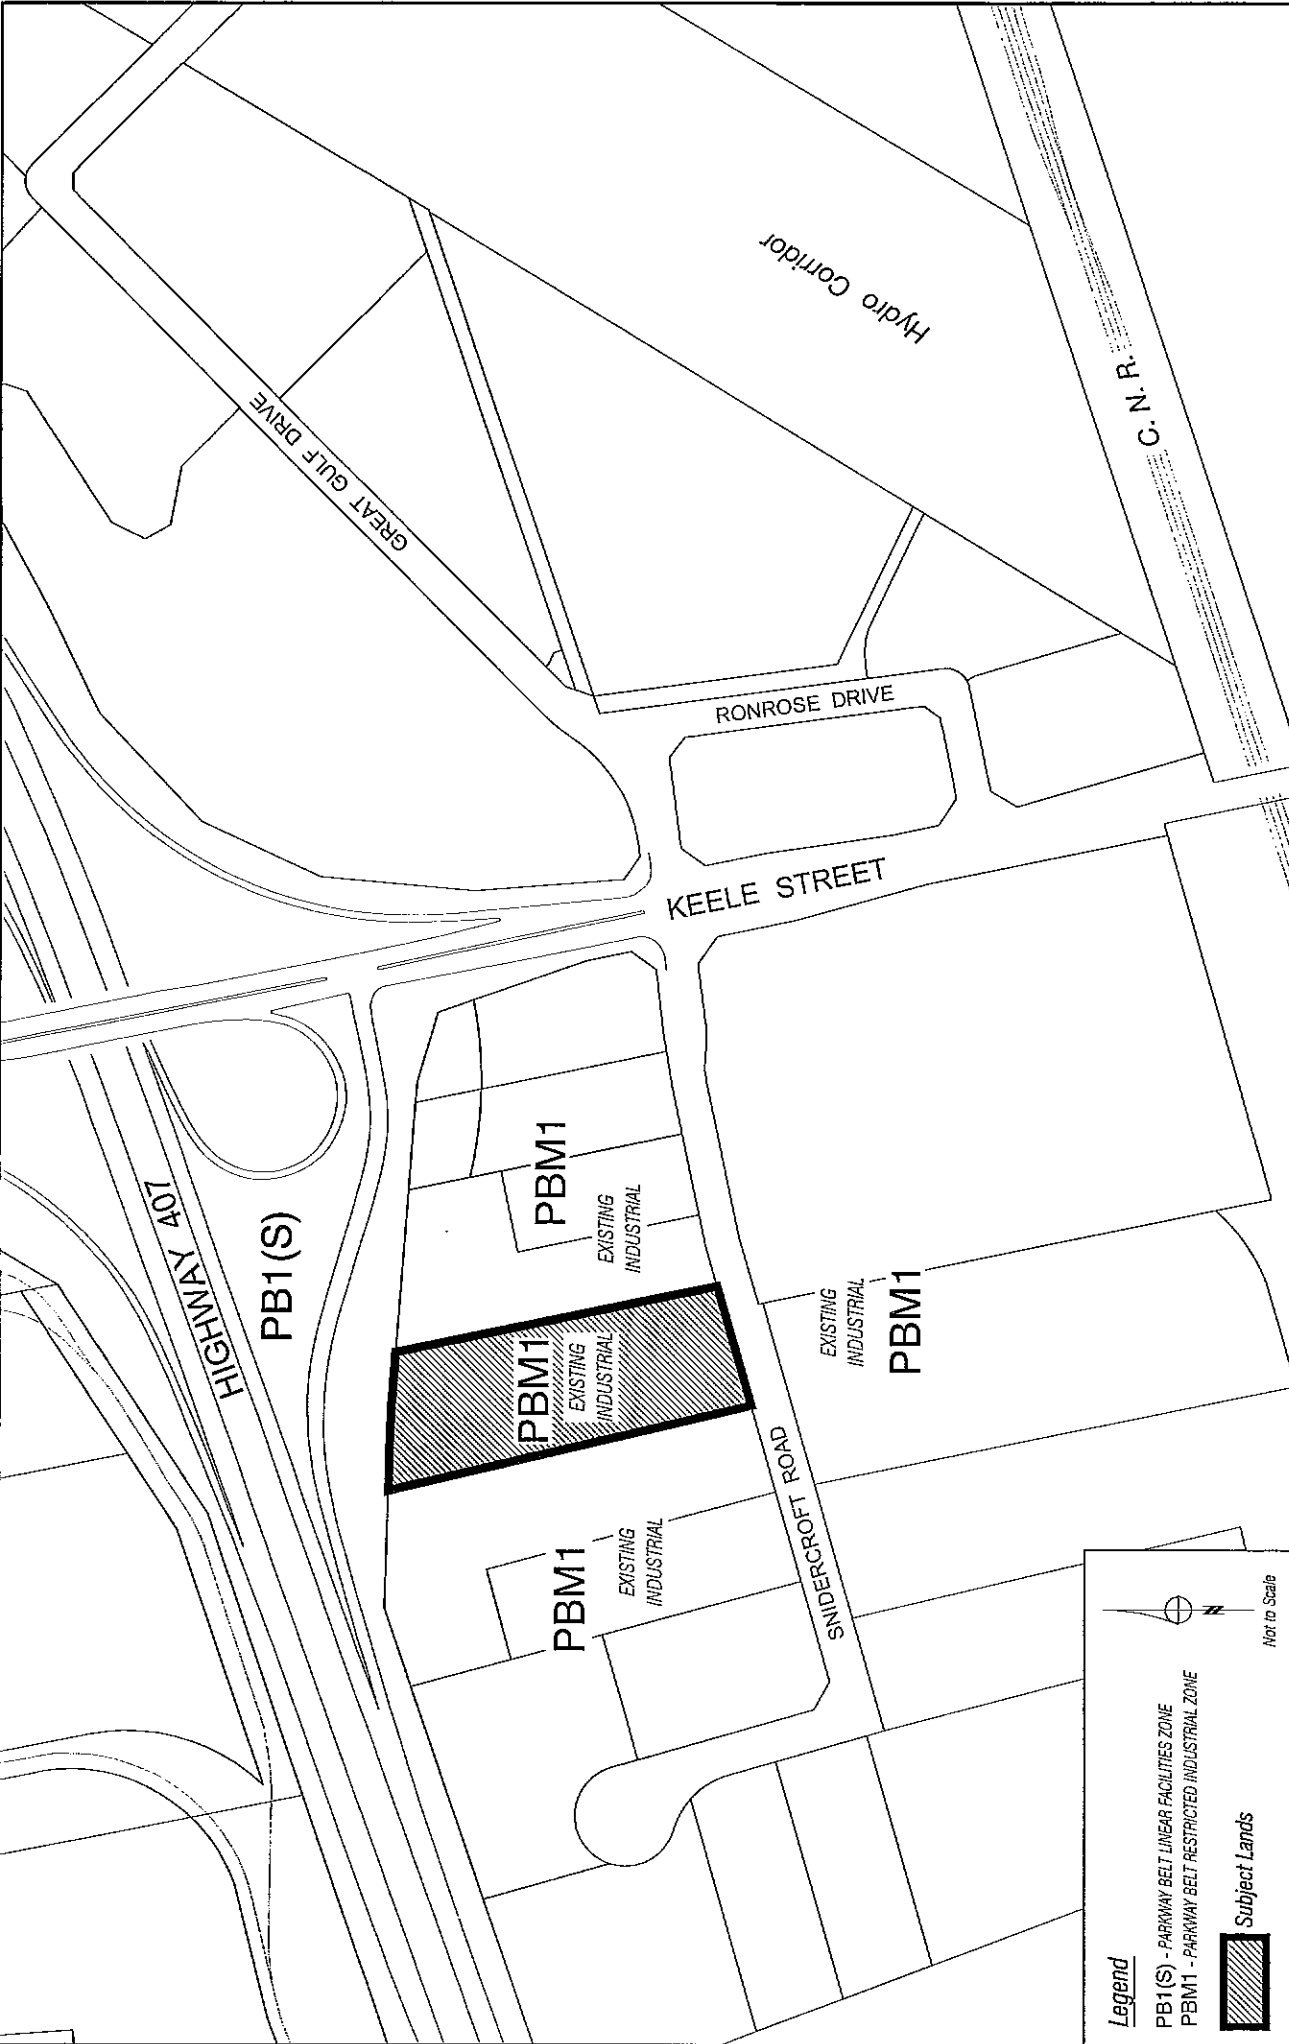 HIGHWAY 407
PB1(S)
GREAT GULF DRIVE
Hydro Corridor
C. N. R.
RONROSE DRIVE
KEELE STREET
PBM1
EXISTING
INDUSTRIAL
PBM1
EXISTING
INDUSTRIAL
EXISTING
INDUSTRIAL
PBM1
PBM1
EXISTING
INDUSTRIAL
SNIDERCROFT ROAD
Legend
PB1(S) - PARKWAY BELT LINEAR FACILITIES ZONE
PBM1 - PARKWAY BELT RESTRICTED INDUSTRIAL ZONE
Subject Lands
N
Not to Scale